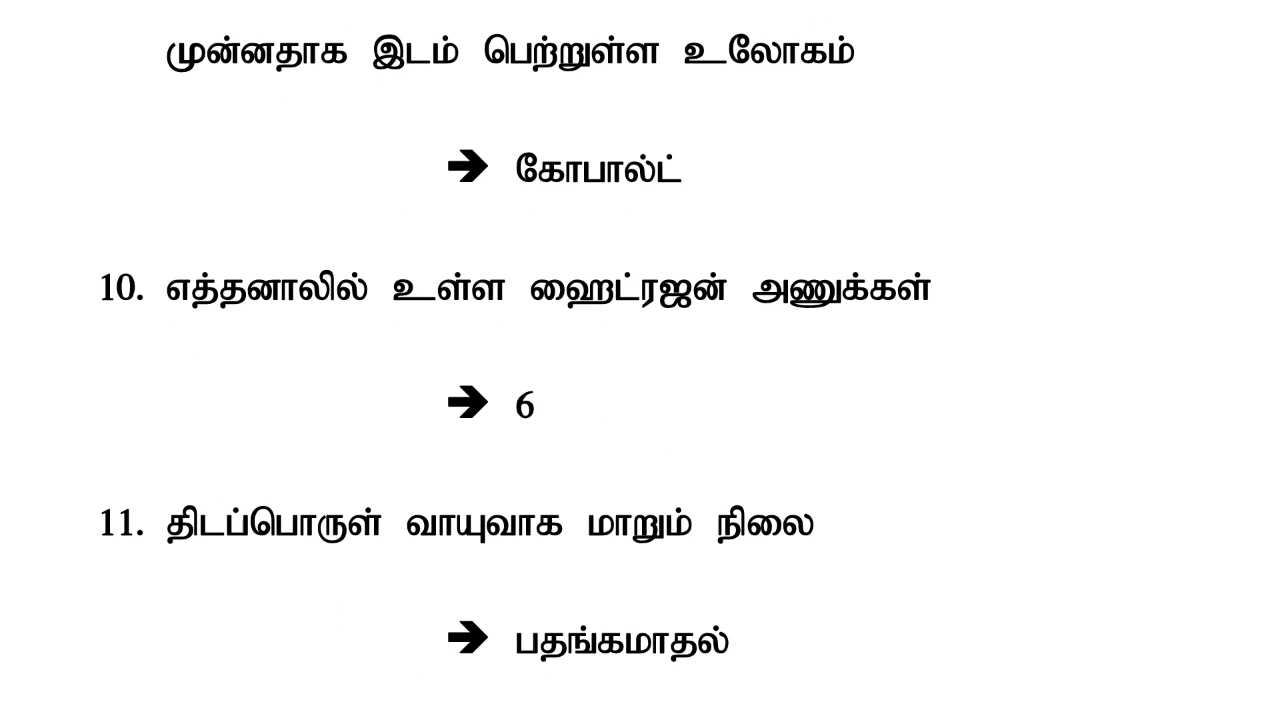 முன்னதாக இடம் பெற்றுள்ள உலோகம்
➔ கோபால்ட்
10. எத்தனாலில் உள்ள ஹைட்ரஜன் அணுக்கள்
➔ 6
11. திடப்பொருள் வாயுவாக மாறும் நிலை
➔ பதங்கமாதல்